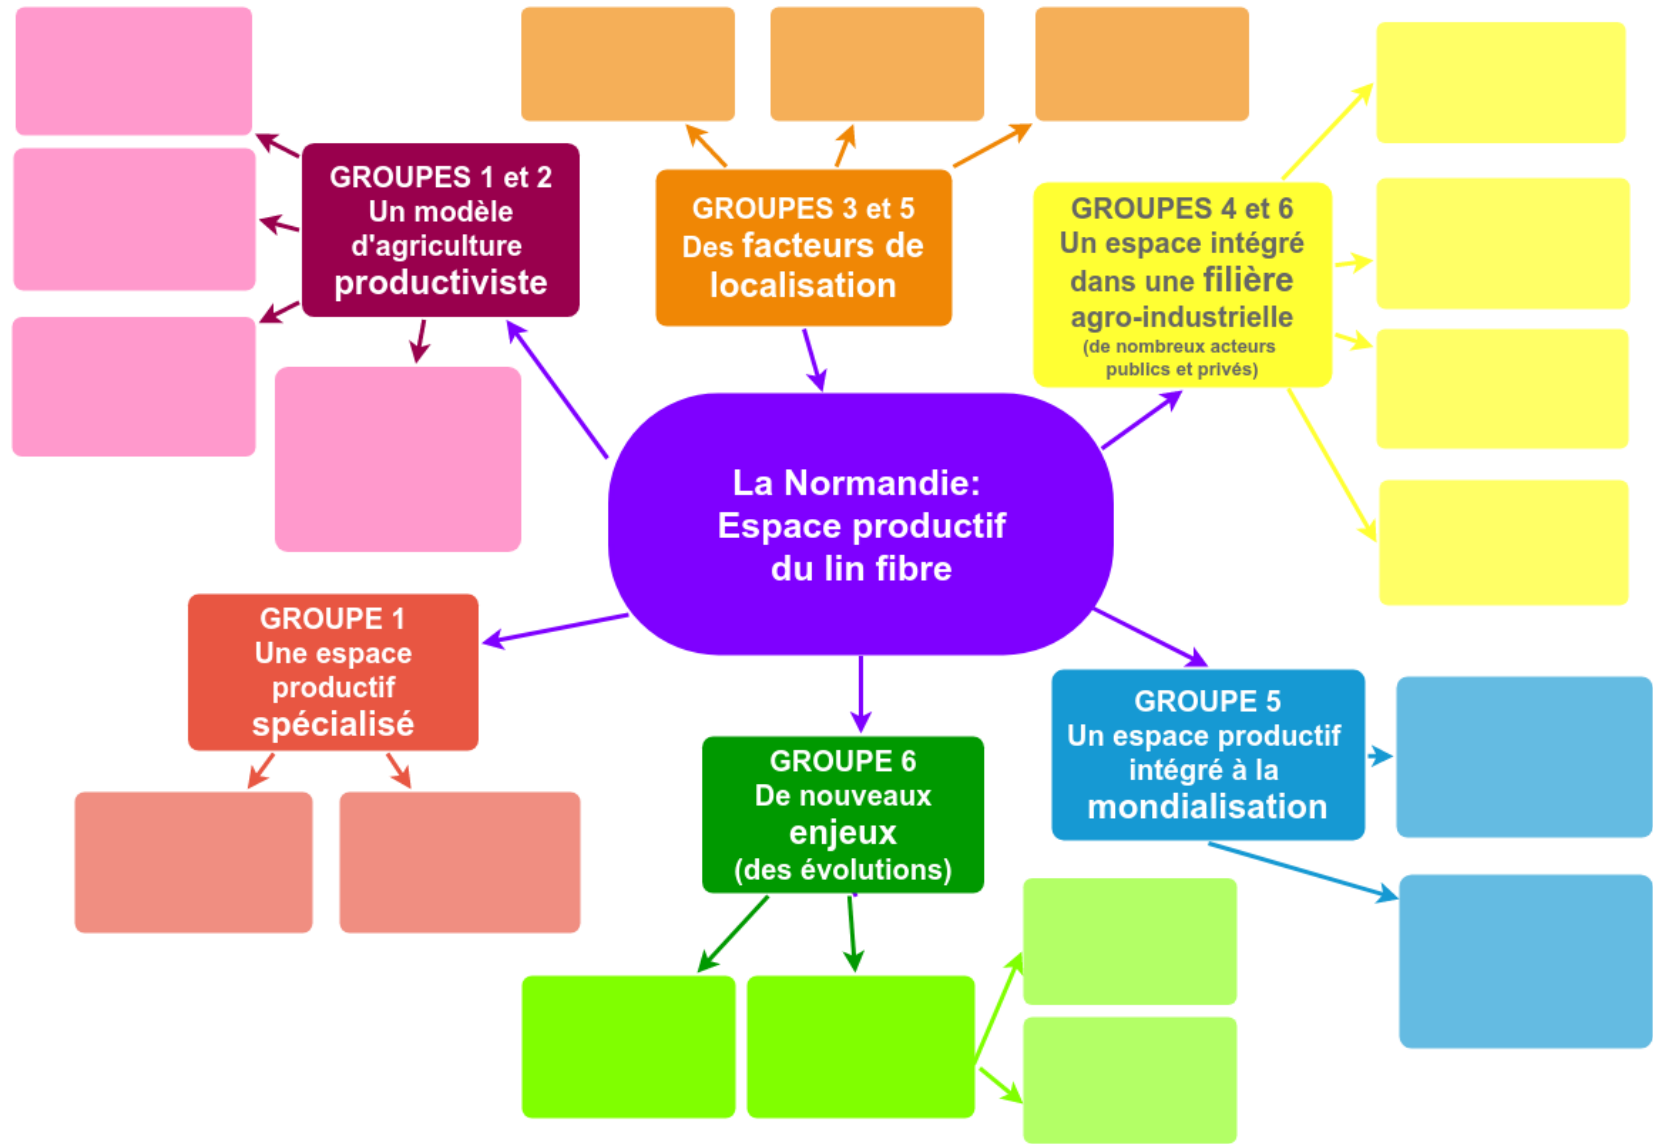 GROUPES 1 et 2
Un modèle
d'agriculture
productiviste
GROUPES 3 et 5
Des facteurs de
localisation
GROUPES 4 et 6
Un espace intégré
dans une filière
agro-industrielle
(de nombreux acteurs
publics et privés)
La Normandie:
Espace productif
du lin fibre
GROUPE 1
Une espace
productif
spécialisé
GROUPE 6
De nouveaux
enjeux
(des évolutions)
GROUPE 5
Un espace productif
intégré à la
mondialisation